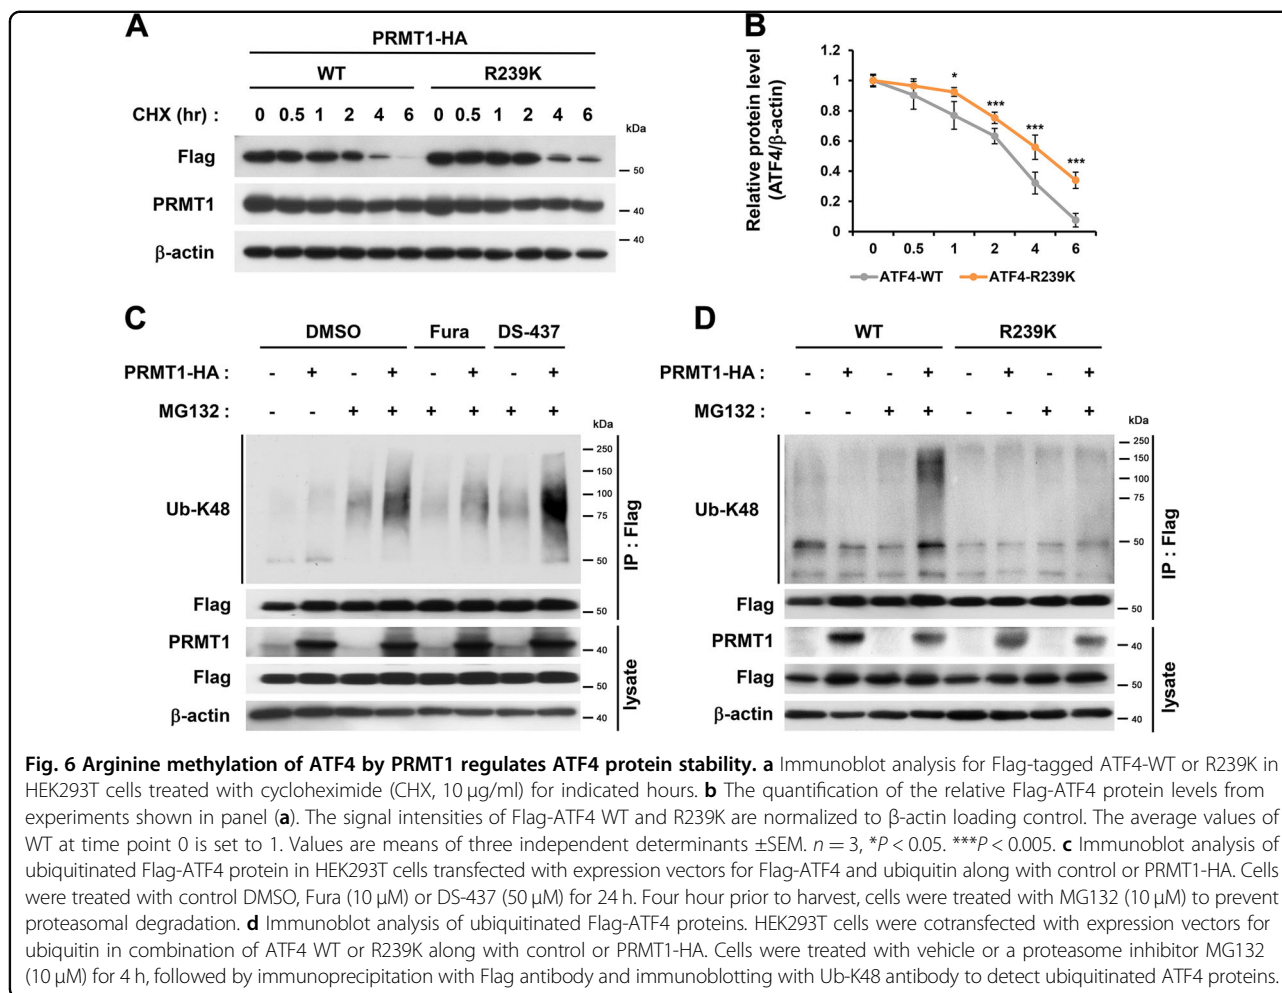 A
PRMT1-HA
WT R239K
CHX (hr) : 0 0.5 1 2 4 6 0 0.5 1 2 4 6
kDa
Flag
50
PRMT1
40
40
β-actin
B
Relative protein level
(ATF4/β-actin)
1.2
1
0.8
0.6
0.4
0.2
0
* *** *** ***
0 0.5 1 2 4 6
ATF4-WT ATF4-R239K
C
DMSO Fura DS-437
PRMT1-HA : - + - + - + - +
MG132 : - - + + + + + +
kDa
250
150
100
75
50
Ub-K48
IP : Flag
Flag
50
PRMT1
40
Flag
50
β-actin
40
lysate
D
WT R239K
PRMT1-HA : - + - + - + - +
MG132 : - - + + - - + +
kDa
250
150
100
75
50
Ub-K48
IP : Flag
Flag
50
PRMT1
40
Flag
50
β-actin
40
lysate
Fig. 6 Arginine methylation of ATF4 by PRMT1 regulates ATF4 protein stability. a Immunoblot analysis for Flag-tagged ATF4-WT or R239K in
HEK293T cells treated with cycloheximide (CHX, 10 μg/ml) for indicated hours. b The quantification of the relative Flag-ATF4 protein levels from
experiments shown in panel (a). The signal intensities of Flag-ATF4 WT and R239K are normalized to β-actin loading control. The average values of
WT at time point 0 is set to 1. Values are means of three independent determinants ±SEM. n = 3, *P < 0.05. ***P < 0.005. c Immunoblot analysis of
ubiquitinated Flag-ATF4 protein in HEK293T cells transfected with expression vectors for Flag-ATF4 and ubiquitin along with control or PRMT1-HA. Cells
were treated with control DMSO, Fura (10 μM) or DS-437 (50 μM) for 24 h. Four hour prior to harvest, cells were treated with MG132 (10 μM) to prevent
proteasomal degradation. d Immunoblot analysis of ubiquitinated Flag-ATF4 proteins. HEK293T cells were cotransfected with expression vectors for
ubiquitin in combination of ATF4 WT or R239K along with control or PRMT1-HA. Cells were treated with vehicle or a proteasome inhibitor MG132
(10 μM) for 4 h, followed by immunoprecipitation with Flag antibody and immunoblotting with Ub-K48 antibody to detect ubiquitinated ATF4 proteins.